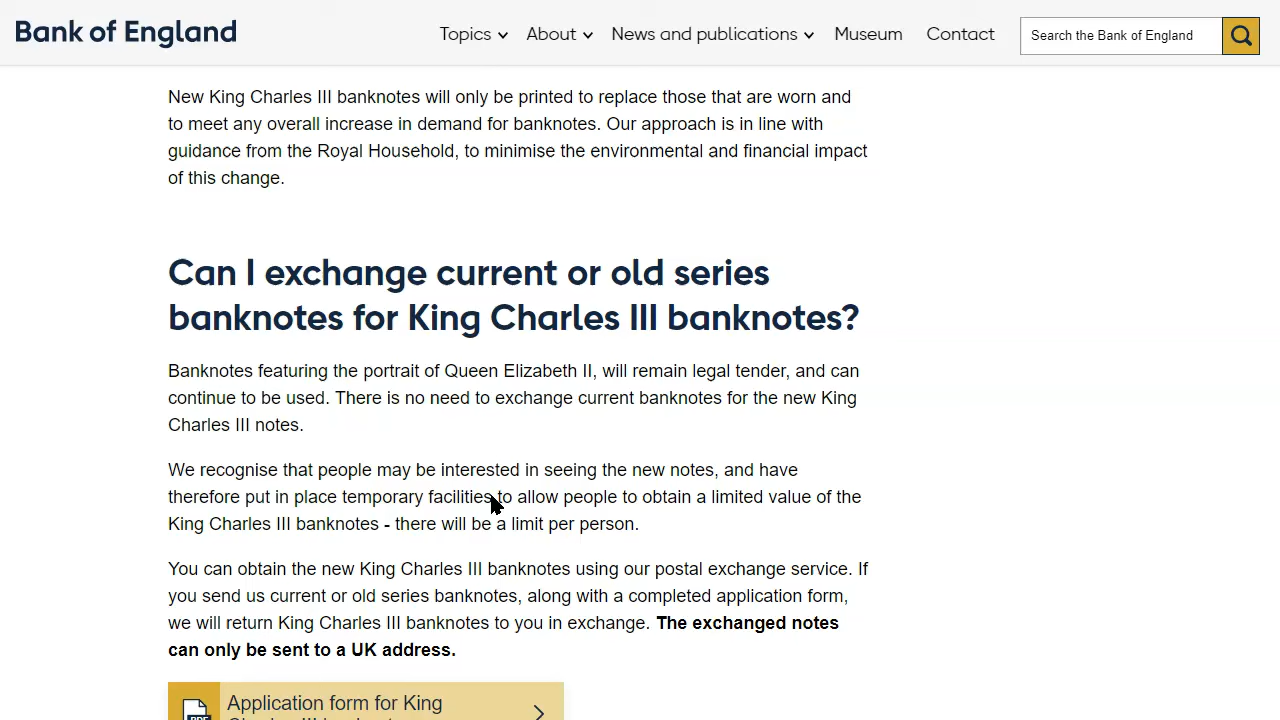 Bank of England
Topics About News and publications Museum Contact Search the Bank of England
New King Charles III banknotes will only be printed to replace those that are worn and
to meet any overall increase in demand for banknotes. Our approach is in line with
guidance from the Royal Household, to minimise the environmental and financial impact
of this change.
Can I exchange current or old series
banknotes for King Charles III banknotes?
Banknotes featuring the portrait of Queen Elizabeth II, will remain legal tender, and can
continue to be used. There is no need to exchange current banknotes for the new King
Charles III notes.
We recognise that people may be interested in seeing the new notes, and have
therefore put in place temporary facilities to allow people to obtain a limited value of the
King Charles III banknotes - there will be a limit per person.
You can obtain the new King Charles III banknotes using our postal exchange service. If
you send us current or old series banknotes, along with a completed application form,
we will return King Charles III banknotes to you in exchange. The exchanged notes
can only be sent to a UK address.
Application form for King